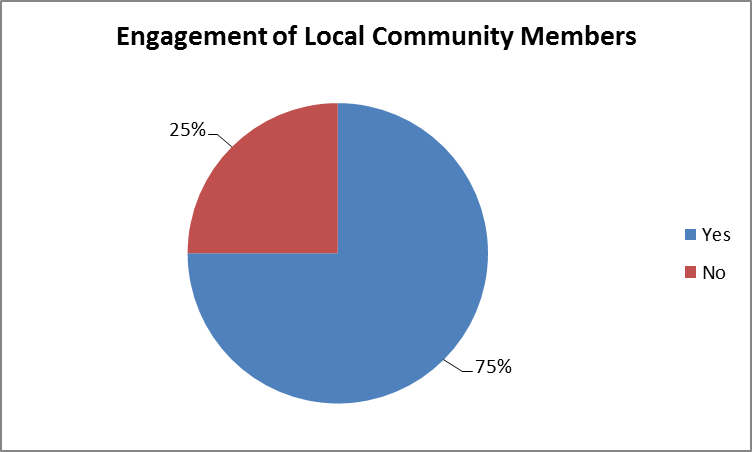 Engagement of Local Community Members
25%
Yes
No
75%